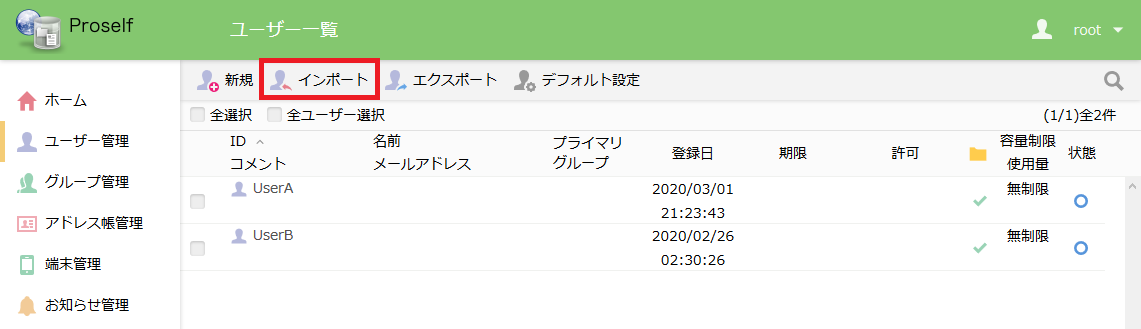 Proself
ユーザー一覧
root
新規 インポート エクスポート デフォルト設定
ホーム
ユーザー管理
グループ管理
アドレス帳管理
端末管理
お知らせ管理
全選択 全ユーザー選択 (1/1)全2件
ID 名前 プライマリ 登録日 期限 許可 容量制限 状態
コメント メールアドレス グループ 使用量
UserA 2020/03/01 無制限
21:23:43
UserB 2020/02/26 無制限
02:30:26